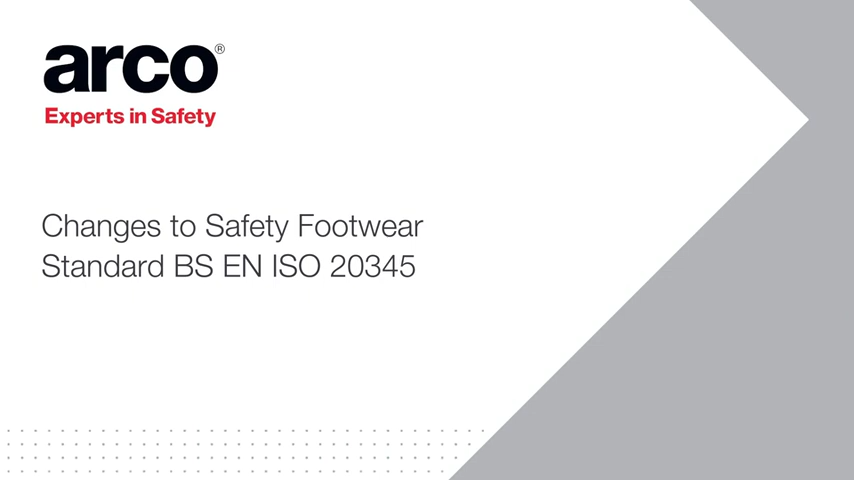 arco®
Experts in Safety
Changes to Safety Footwear
Standard BS EN ISO 20345